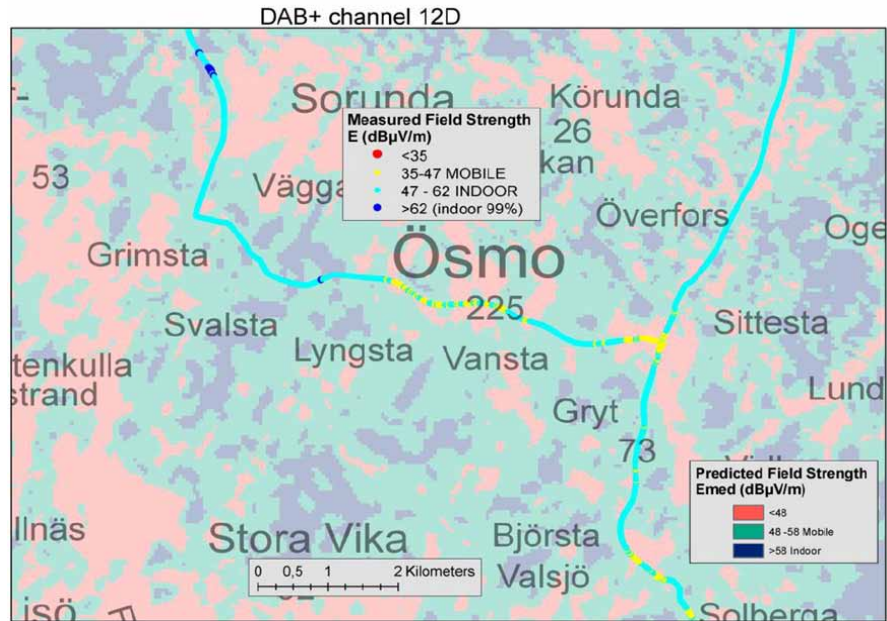 DAB+ channel 12D
Sorunda
Körunda
26
kan
53
Vägga
Measured Field Strength
E (dBµV/m)
<35
35-47 MOBILE
47 - 62 INDOOR
>62 (indoor 99%)
Överfors
Oge
Grimsta
Ösmo
225
Svalsta
Sittesta
Lyngsta
Vansta
tenkulla
strand
Lund
Gryt
73
Predicted Field Strength
Emed (dBµV/m)
<48
48 -58 Mobile
>58 Indoor
llnäs
Stora Vika
Björsta
Valsjö
0 0,5 1 2 Kilometers
isö
Solberga